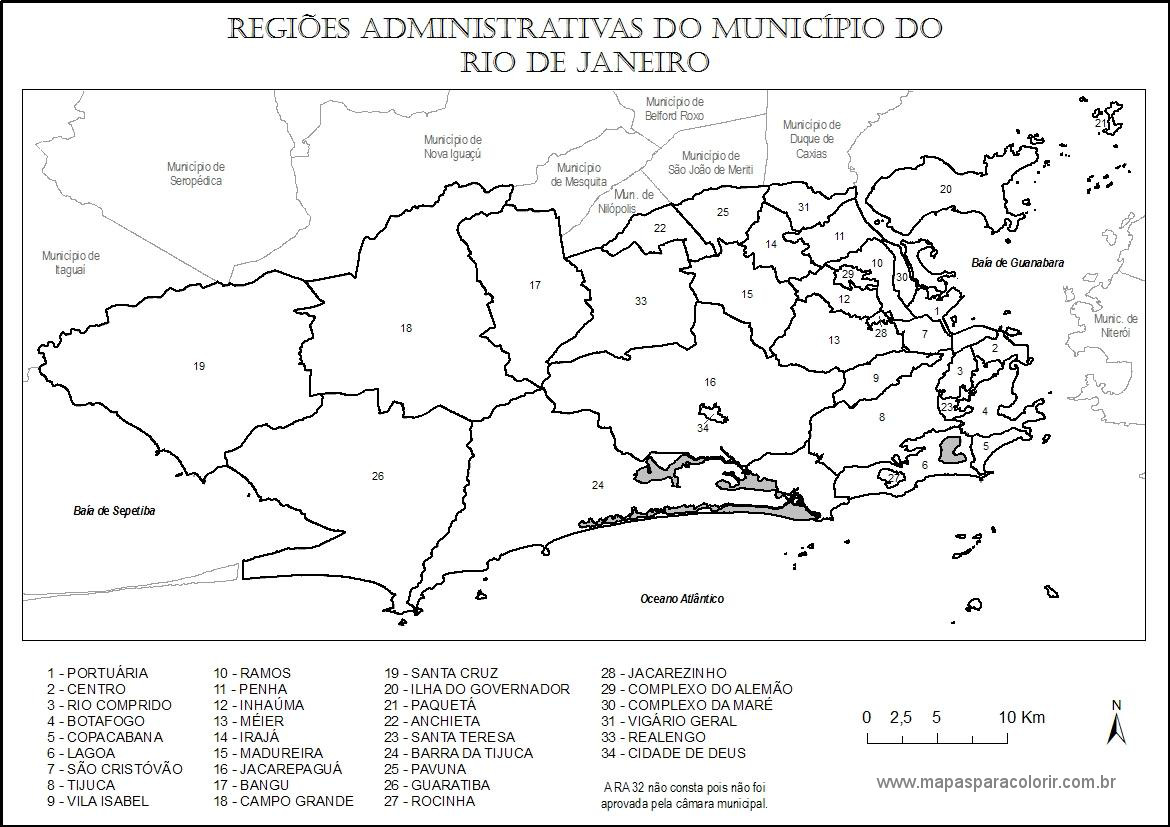 REGIÕES ADMINISTRATIVAS DO MUNICÍPIO DO
RIO DE JANEIRO
Município de
Belford Roxo
Município de
Nova Iguaçú
Município de
Duque de
Caxias
Município de
Seropédica
Município
de Mesquita
Município de
São João de Meriti
Mun. de
Nilópolis
Município de
Itaguaí
Baía de Guanabara
Munic. de
Niterói
Baía de Sepetiba
Oceano Atlântico
21
20
25
31
22
14
11
10
29
30
17
33
15
12
1
18
13
28
7
2
19
16
9
3
34
8
23
4
5
26
24
6
27
1 - PORTUÁRIA
2 - CENTRO
3 - RIO COMPRIDO
4 - BOTAFOGO
5 - COPACABANA
6 - LAGOA
7 - SÃO CRISTÓVÃO
8 - TIJUCA
9 - VILA ISABEL
10 - RAMOS
11 - PENHA
12 - INHAÚMA
13 - MÉIER
14 - IRAJÁ
15 - MADUREIRA
16 - JACAREPAGUÁ
17 - BANGU
18 - CAMPO GRANDE
19 - SANTA CRUZ
20 - ILHA DO GOVERNADOR
21 - PAQUETÁ
22 - ANCHIETA
23 - SANTA TERESA
24 - BARRA DA TIJUCA
25 - PAVUNA
26 - GUARATIBA
27 - ROCINHA
28 - JACAREZINHO
29 - COMPLEXO DO ALEMÃO
30 - COMPLEXO DA MARÉ
31 - VIGÁRIO GERAL
33 - REALENGO
34 - CIDADE DE DEUS
A RA 32 não consta pois não foi
aprovada pela câmara municipal.
0 2,5 5 10 Km
N
www.mapasparacolorir.com.br